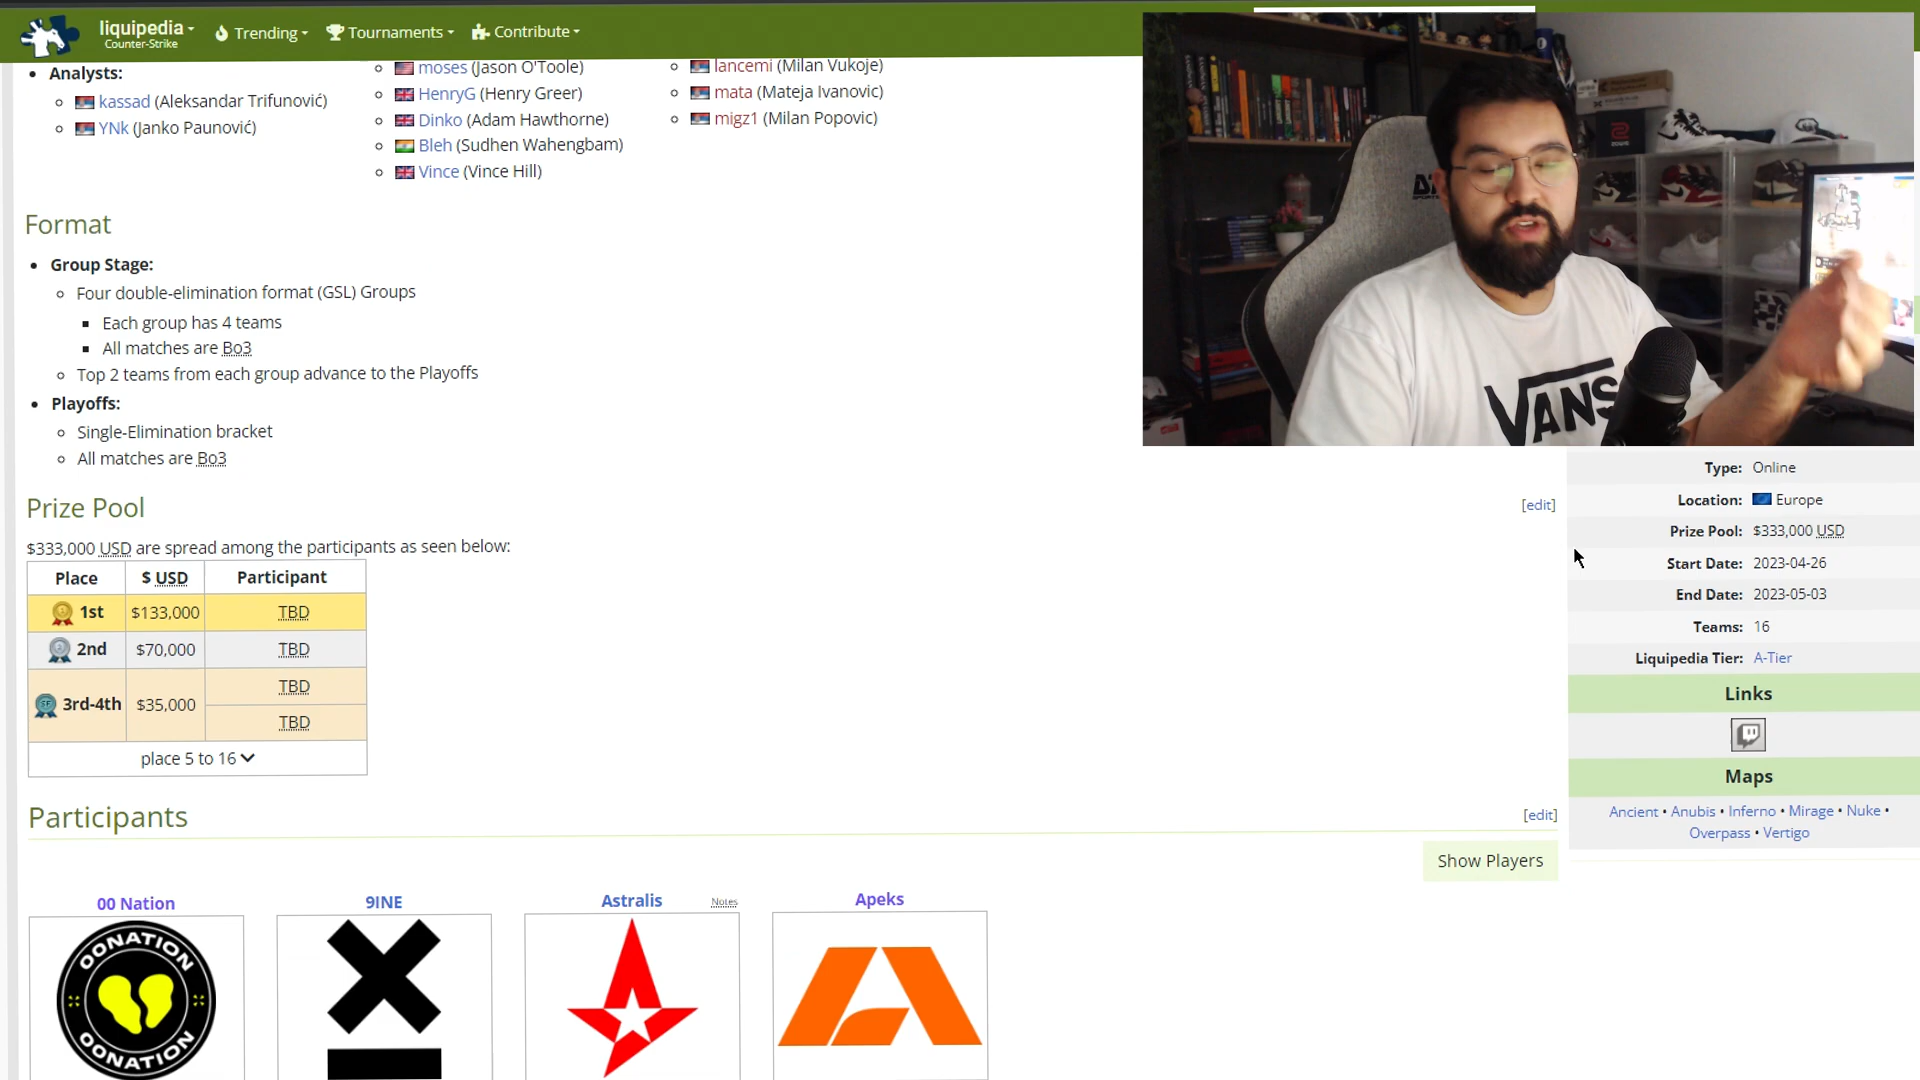 liquipedia
Counter-Strike
Trending
Tournaments
Contribute
Analysts:
kassad (Aleksandar Trifunović)
YNk (Janko Paunović)
moses (Jason O'Toole)
HenryG (Henry Greer)
Dinko (Adam Hawthorne)
Bleh (Sudhen Wahengbam)
Vince (Vince Hill)
lancemi (Milan Vukoje)
mata (Mateja Ivanovic)
migz1 (Milan Popovic)
Format
Group Stage:
Four double-elimination format (GSL) Groups
Each group has 4 teams
All matches are Bo3
Top 2 teams from each group advance to the Playoffs
Playoffs:
Single-Elimination bracket
All matches are Bo3
Prize Pool
[edit]
$333,000 USD are spread among the participants as seen below:
Place $ USD Participant
1st $133,000 TBD
2nd $70,000 TBD
3rd-4th $35,000 TBD
TBD
place 5 to 16
Participants
[edit]
Show Players
00 Nation
9INE
Astralis
Notes
Apeks
00NATION
00NATION
VANS
Type: Online
Location: Europe
Prize Pool: $333,000 USD
Start Date: 2023-04-26
End Date: 2023-05-03
Teams: 16
Liquipedia Tier: A-Tier
Links
Maps
Ancient • Anubis • Inferno • Mirage • Nuke •
Overpass • Vertigo